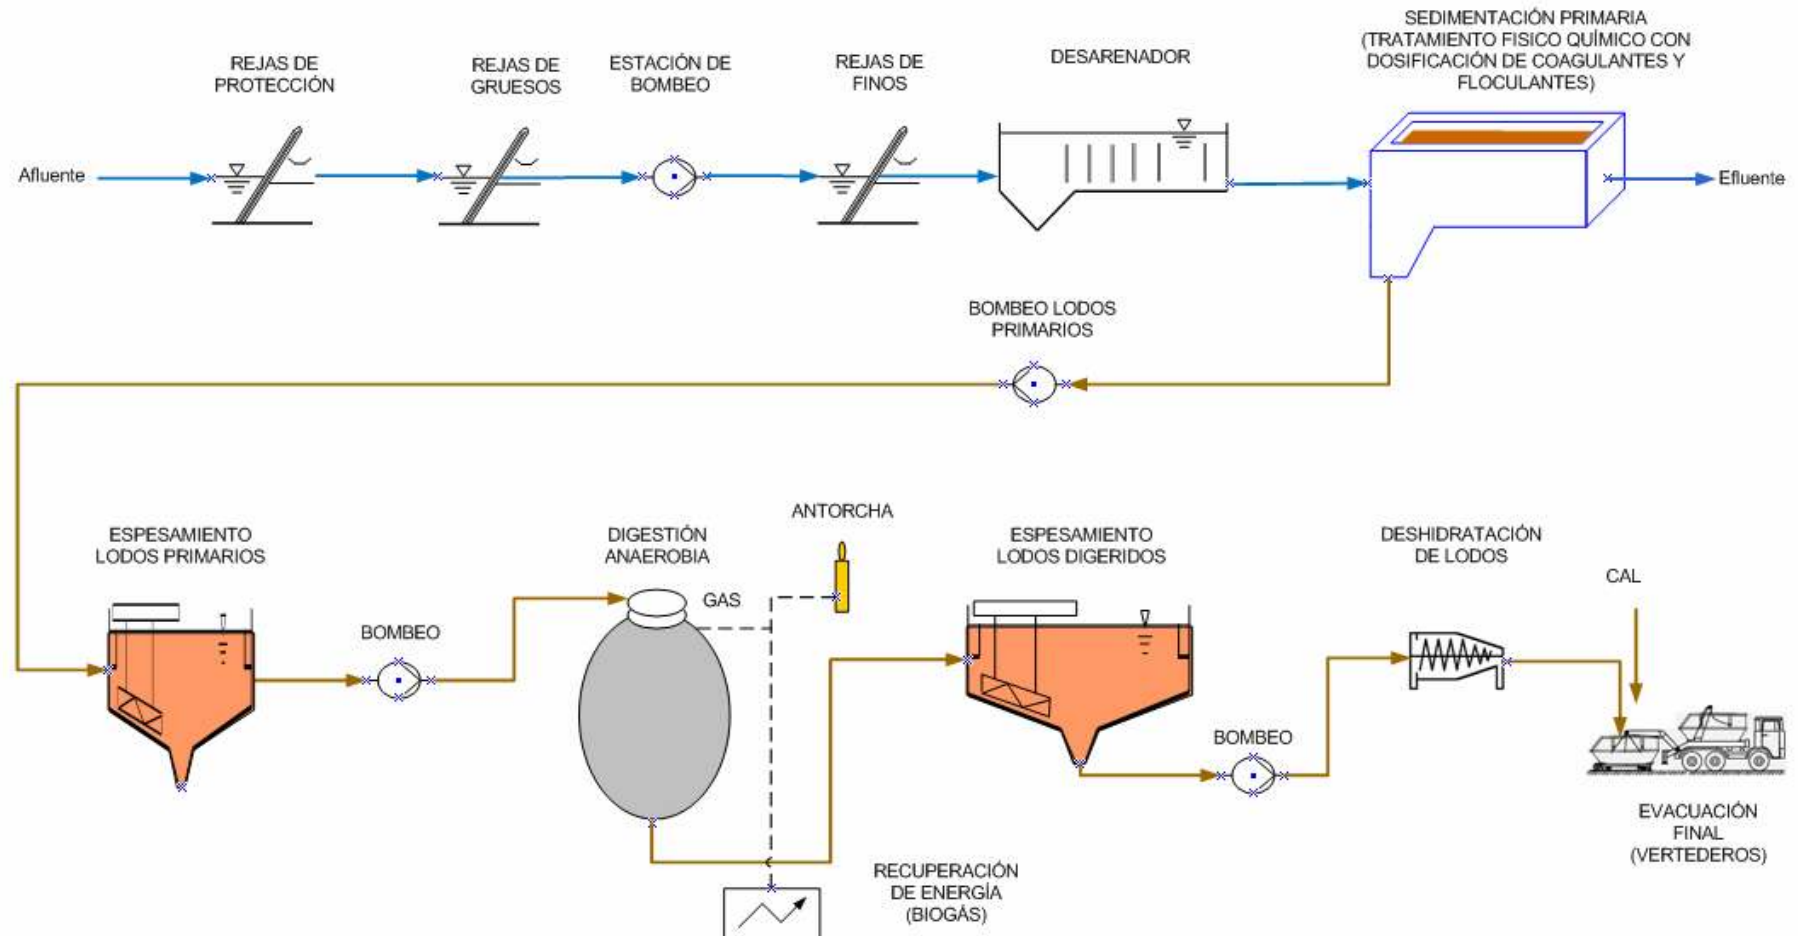 SEDIMENTACIÓN PRIMARIA
(TRATAMIENTO FISICO QUÍMICO CON
DOSIFICACIÓN DE COAGULANTES Y
FLOCULANTES)
REJAS DE
PROTECCIÓN
REJAS DE
GRUESOS
ESTACIÓN DE
BOMBEO
REJAS DE
FINOS
DESARENADOR
Afluente
Efluente
BOMBEO LODOS
PRIMARIOS
ESPESAMIENTO
LODOS PRIMARIOS
BOMBEO
DIGESTIÓN
ANAEROBIA
GAS
ANTORCHA
ESPESAMIENTO
LODOS DIGERIDOS
BOMBEO
DESHIDRATACIÓN
DE LODOS
CAL
EVACUACIÓN
FINAL
(VERTEDEROS)
RECUPERACIÓN
DE ENERGÍA
(BIOGÁS)